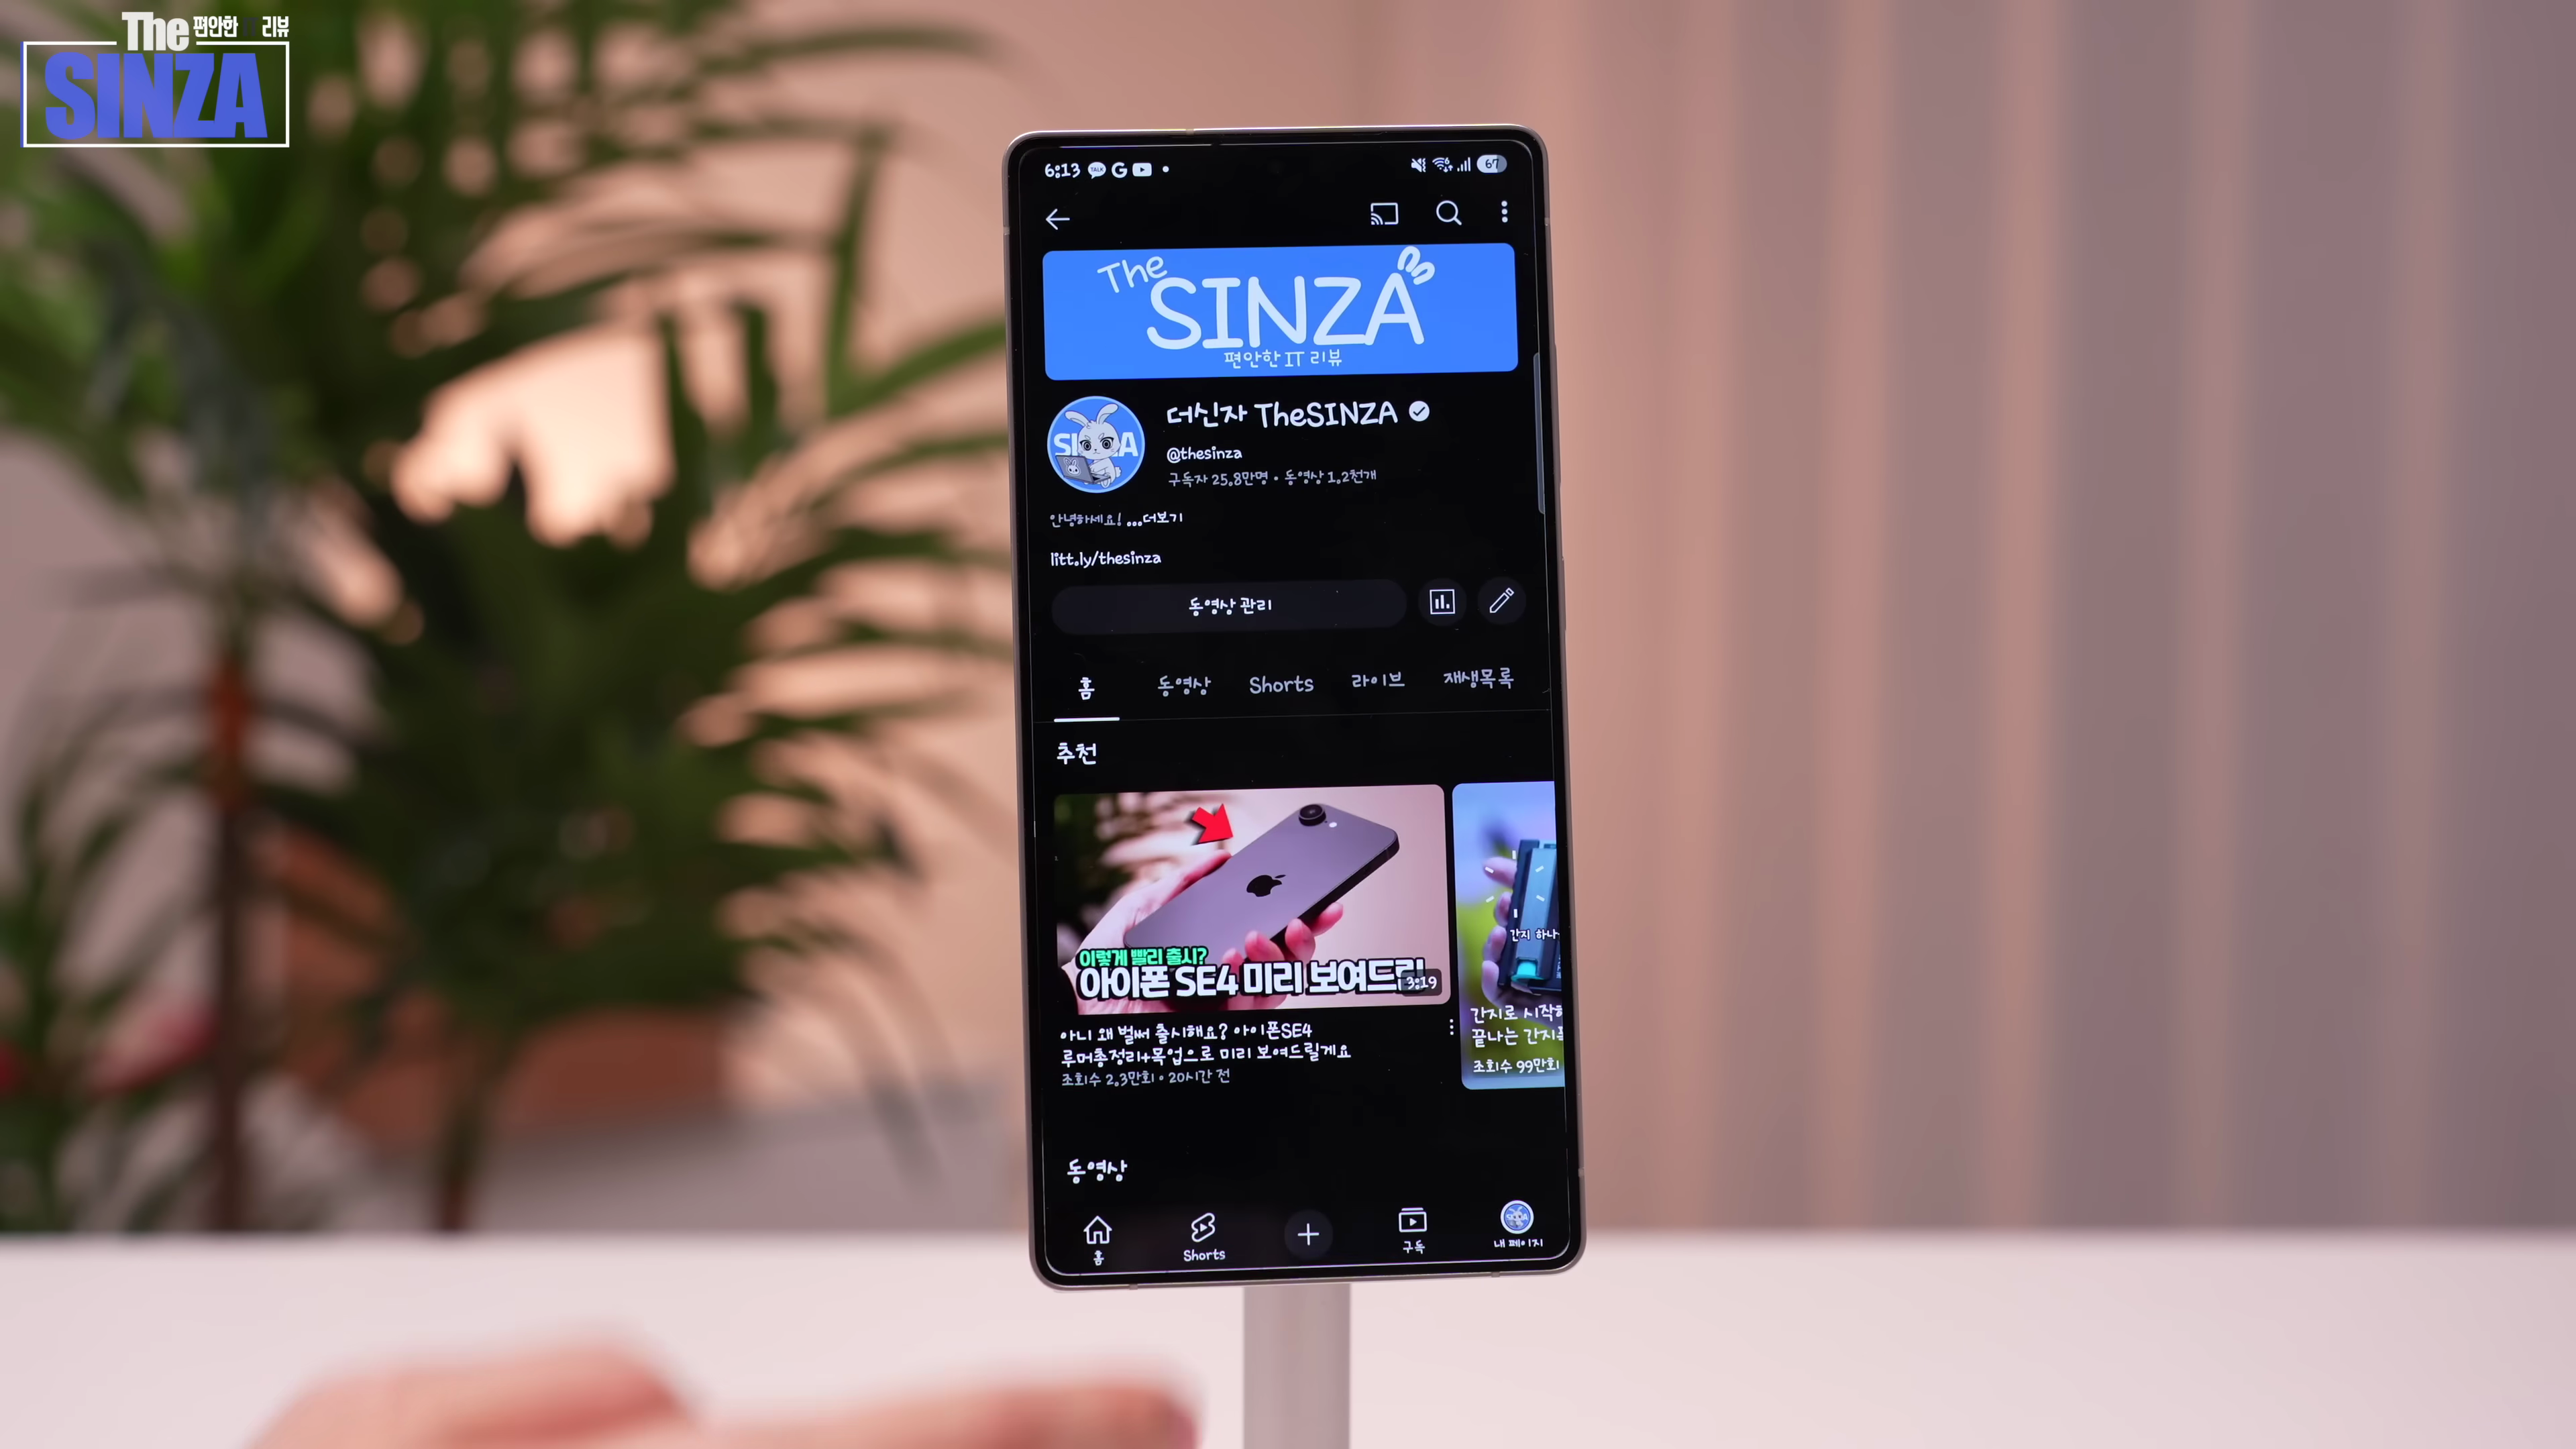 The 편안한 IT 리뷰
SINZA
6:13
67
The
SINZA
편안한 IT 리뷰
더신자 TheSINZA
@thesinza
구독자 25.8만명 • 동영상 1.2천개
안녕하세요! ...더보기
litt.ly/thesinza
동영상 관리
홈 동영상 Shorts 라이브 재생목록
추천
이렇게 빨리 출시?
아이폰 SE4 미리 보여드림
3:19
간지 하나
아니 왜 벌써 출시해요? 아이폰SE4
루머총정리+목업으로 미리 보여드릴게요
조회수 2.3만회 • 20시간 전
간지로 시작하
끝나는 간지
조회수 99만회
동영상
홈 Shorts 구독 내 페이지